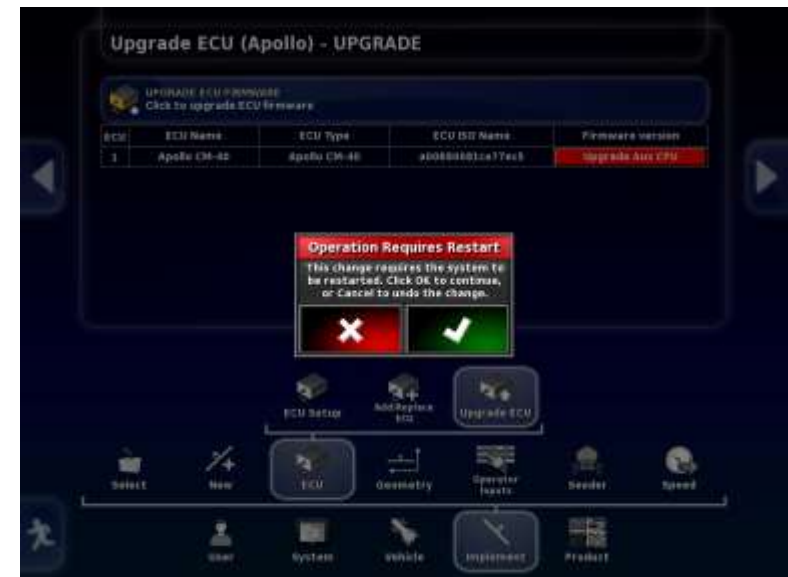 Upgrade ECU (Apollo) - UPGRADE
UPGRADE ECU FIRMWARE
Click to upgrade ECU firmware
ECU ECU Name ECU Type ECU ISO Name Firmware version
1 Apollo CM-40 Apollo CM-40 Upgrade Aux CPU
Operation Requires Restart
This change requires the system to
be restarted. Click OK to continue,
or Cancel to undo the change.
ECU Setup Add/Replace Upgrade ECU
ECU
Select New ECU Geometry Operator Seeder Speed
Inputs
User System Vehicle Implement Product